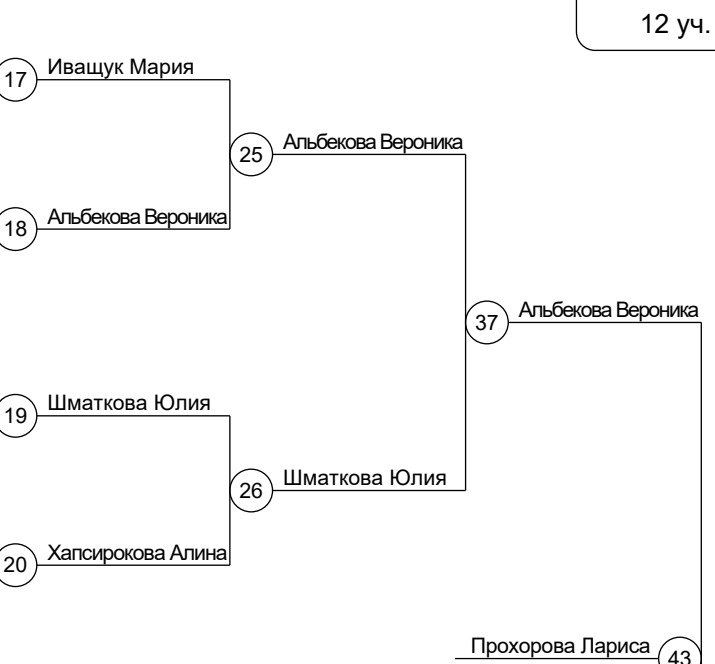 12 уч.
17 Иващук Мария
25 Альбекова Вероника
18 Альбекова Вероника
37 Альбекова Вероника
19 Шматкова Юлия
26 Шматкова Юлия
20 Хапсирокова Алина
Прохорова Лариса 43